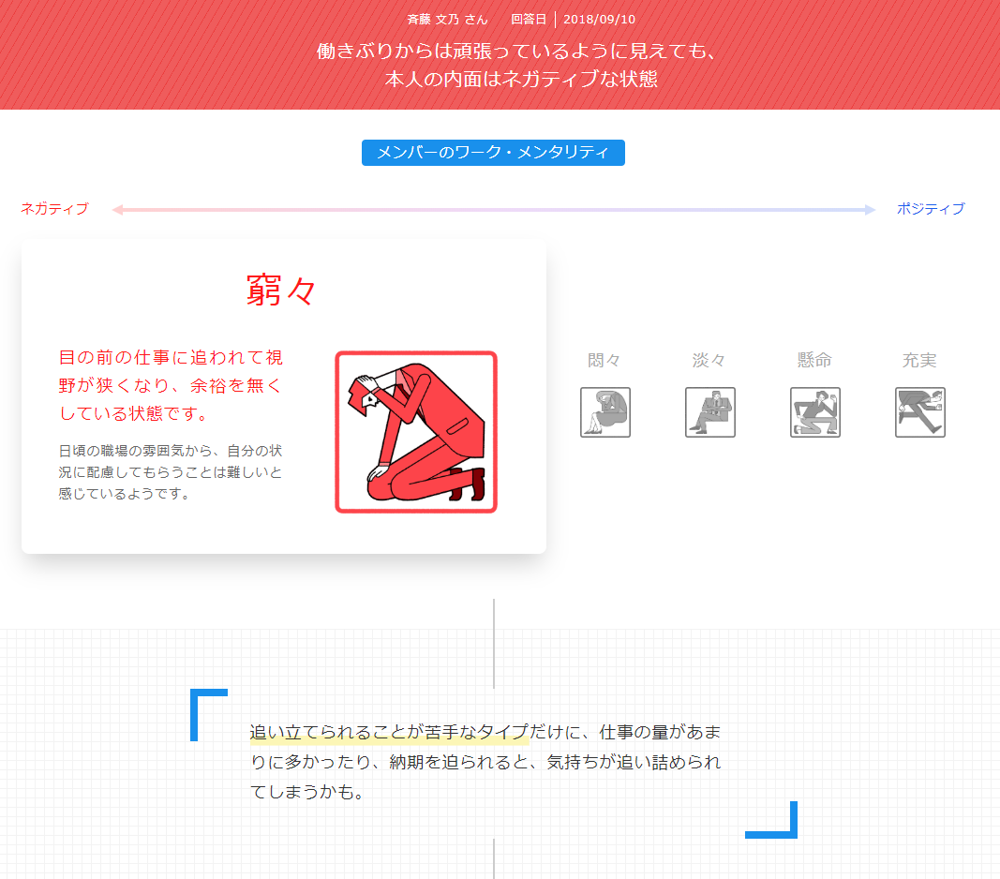 斉藤 文乃 さん 回答日 2018/09/10
働きぶりからは頑張っているように見えても、
本人の内面はネガティブな状態
メンバーのワーク・メンタリティ
ネガティブ ポジティブ
窮々
目の前の仕事に追われて視
野が狭くなり、余裕を無く
している状態です。
日頃の職場の雰囲気から、自分の状
況に配慮してもらうことは難しいと
感じているようです。
悶々 淡々 懸命 充実
追い立てられることが苦手なタイプだけに、仕事の量があま
りに多かったり、納期を迫られると、気持ちが追い詰められ
てしまうかも。